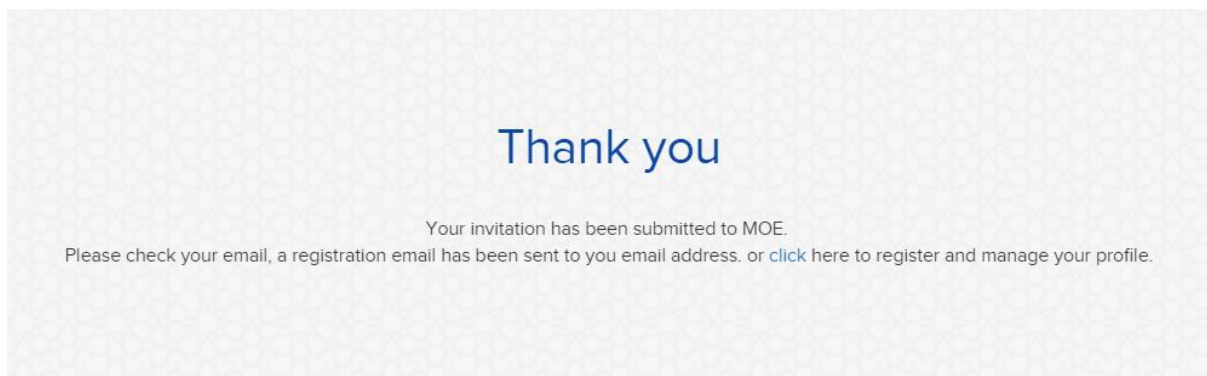 Thank you
Your invitation has been submitted to MOE.
Please check your email, a registration email has been sent to you email address. or click here to register and manage your profile.